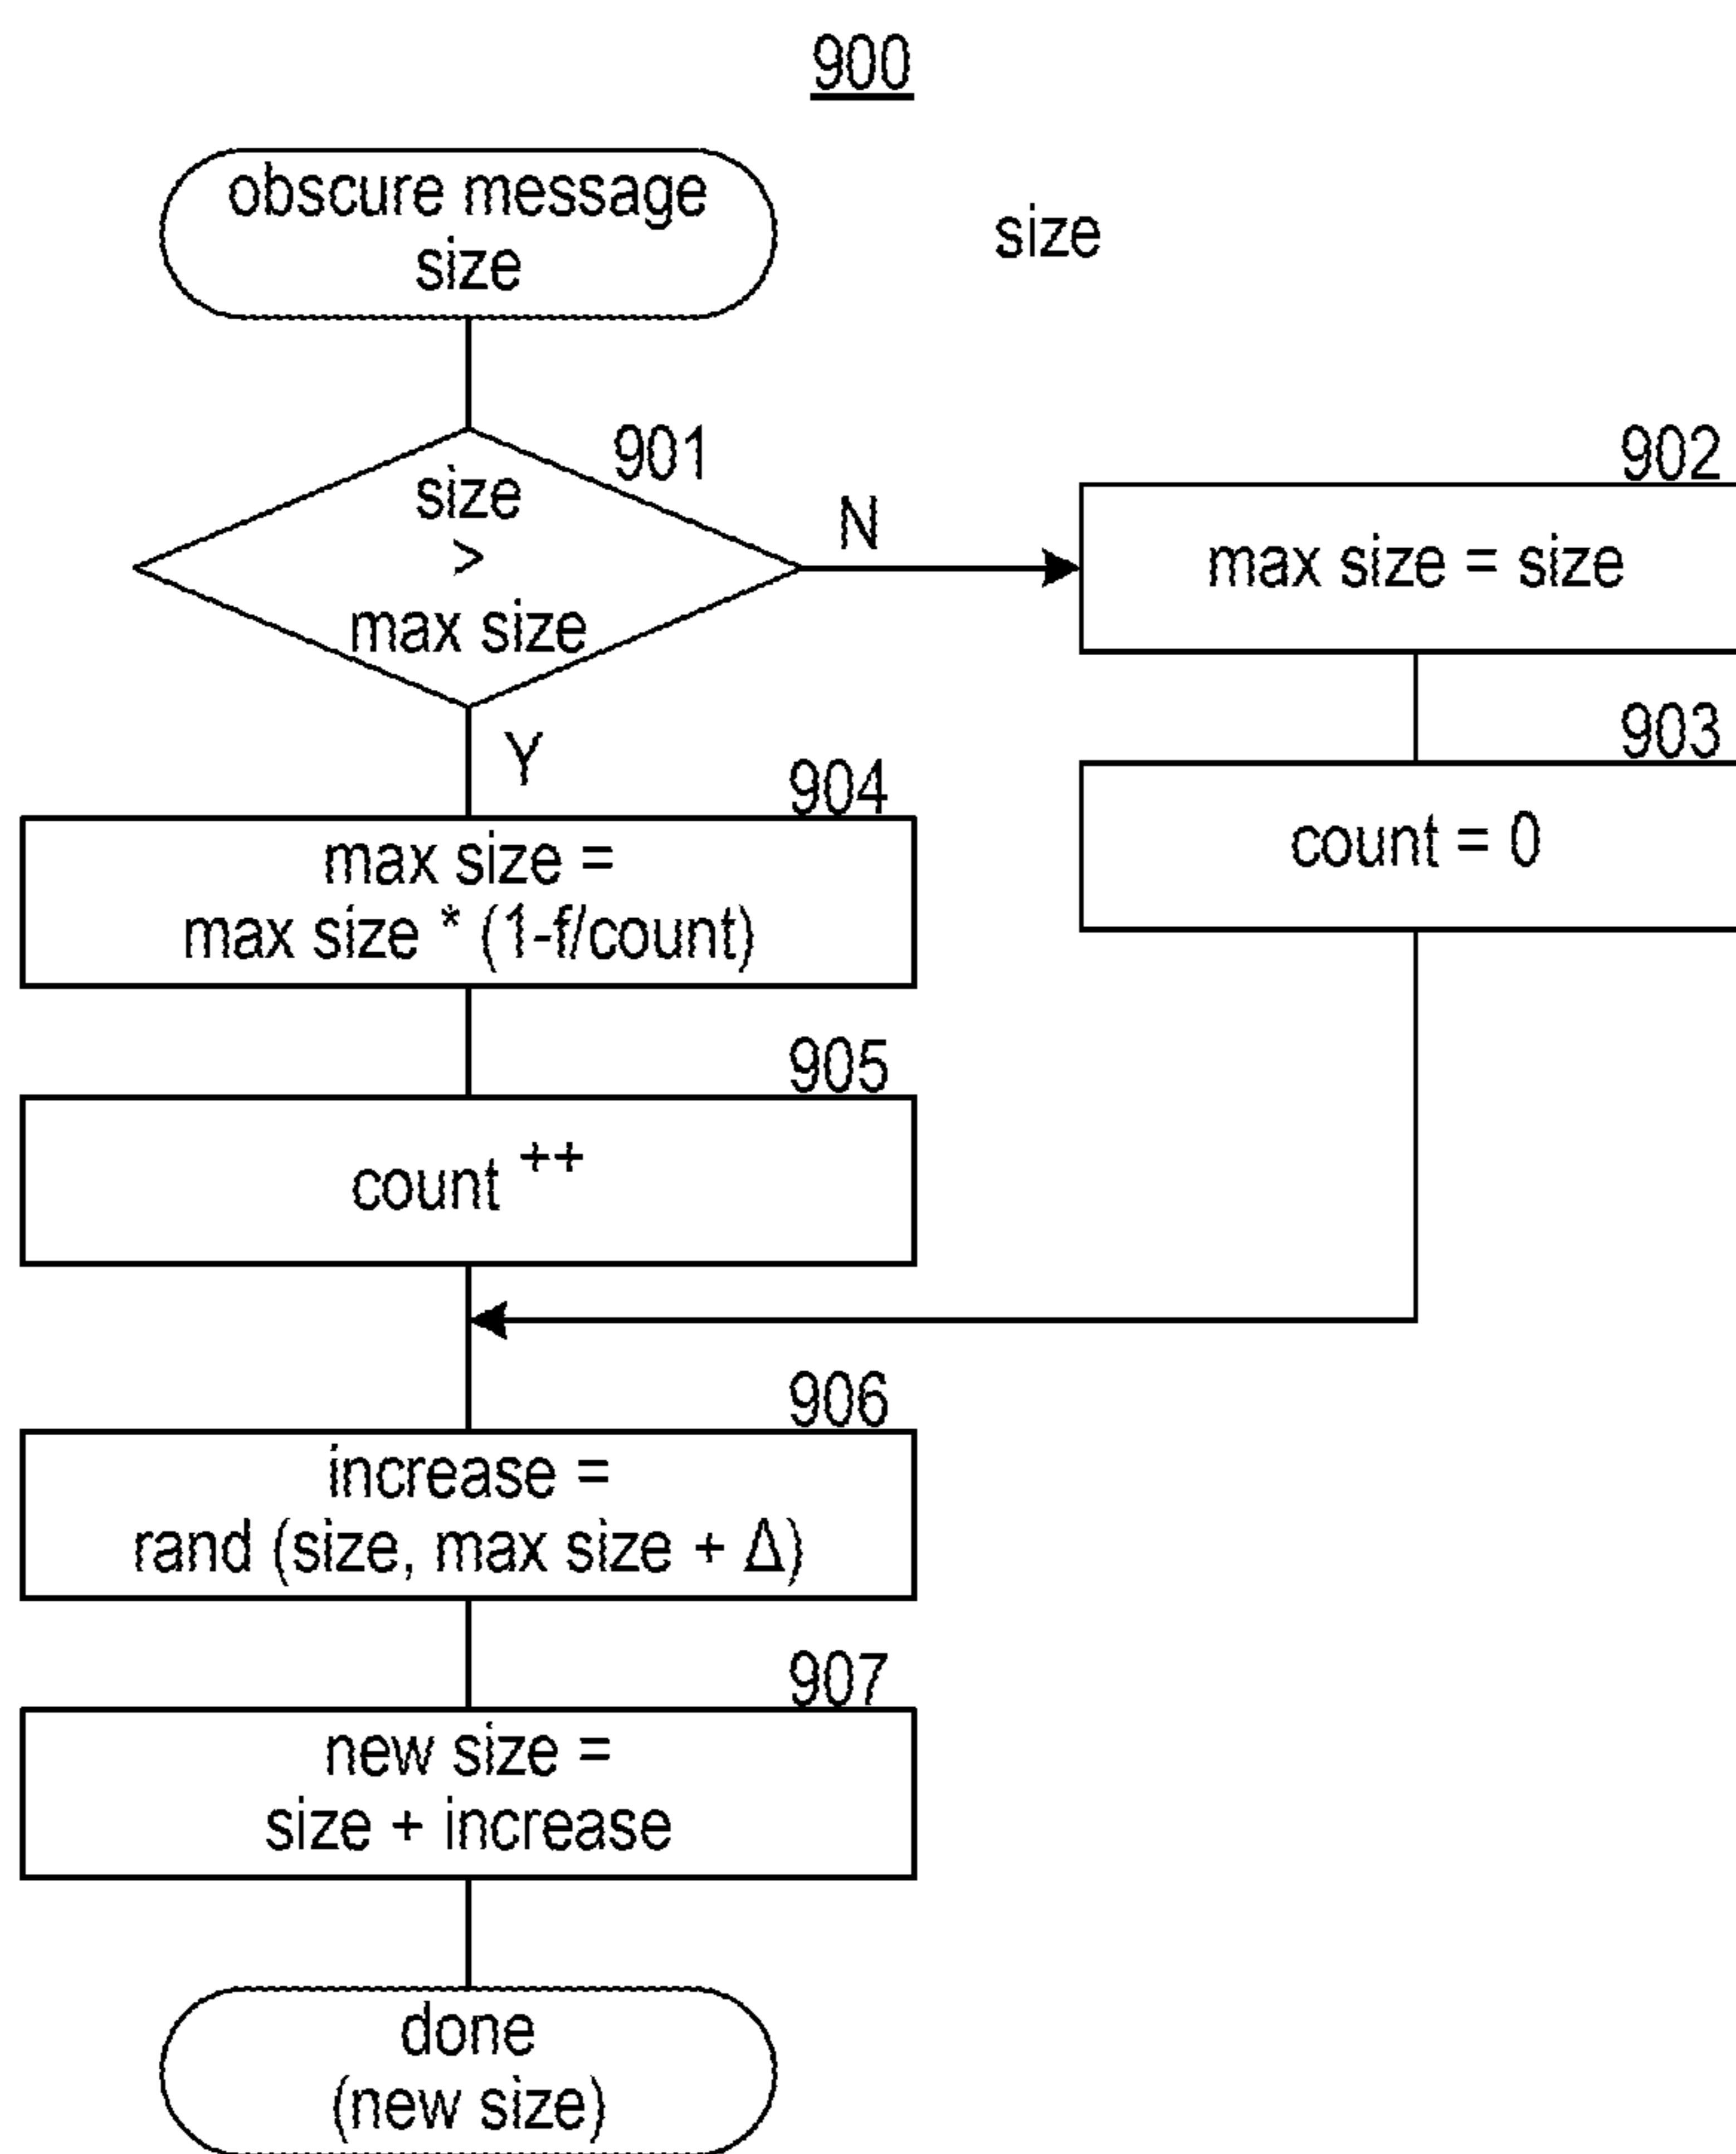 900
obscure message
size
size
901
size
>
max size
N
902
max size = size
Y
903
count = 0
904
max size =
max size * (1-f/count)
905
count ++
906
increase =
rand (size, max size + Δ)
907
new size =
size + increase
done
(new size)